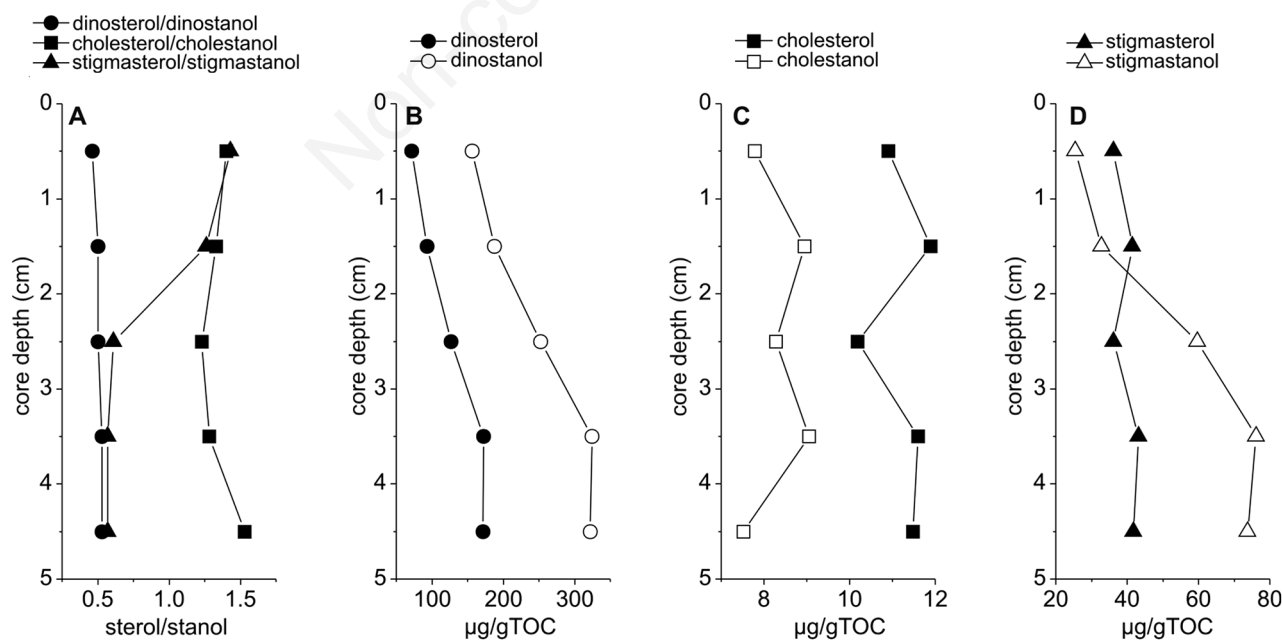 dinosterol/dinostanol
cholesterol/cholestanol
stigmasterol/stigmastanol
dinosterol
dinostanol
cholesterol
cholestanol
stigmasterol
stigmastanol
A
0
1
2
3
4
5
core depth (cm)
0.5 1.0 1.5
sterol/stanol
B
0
1
2
3
4
5
core depth (cm)
100 200 300
µg/gTOC
C
0
1
2
3
4
5
core depth (cm)
8 10 12
µg/gTOC
D
0
1
2
3
4
5
core depth (cm)
20 40 60 80
µg/gTOC